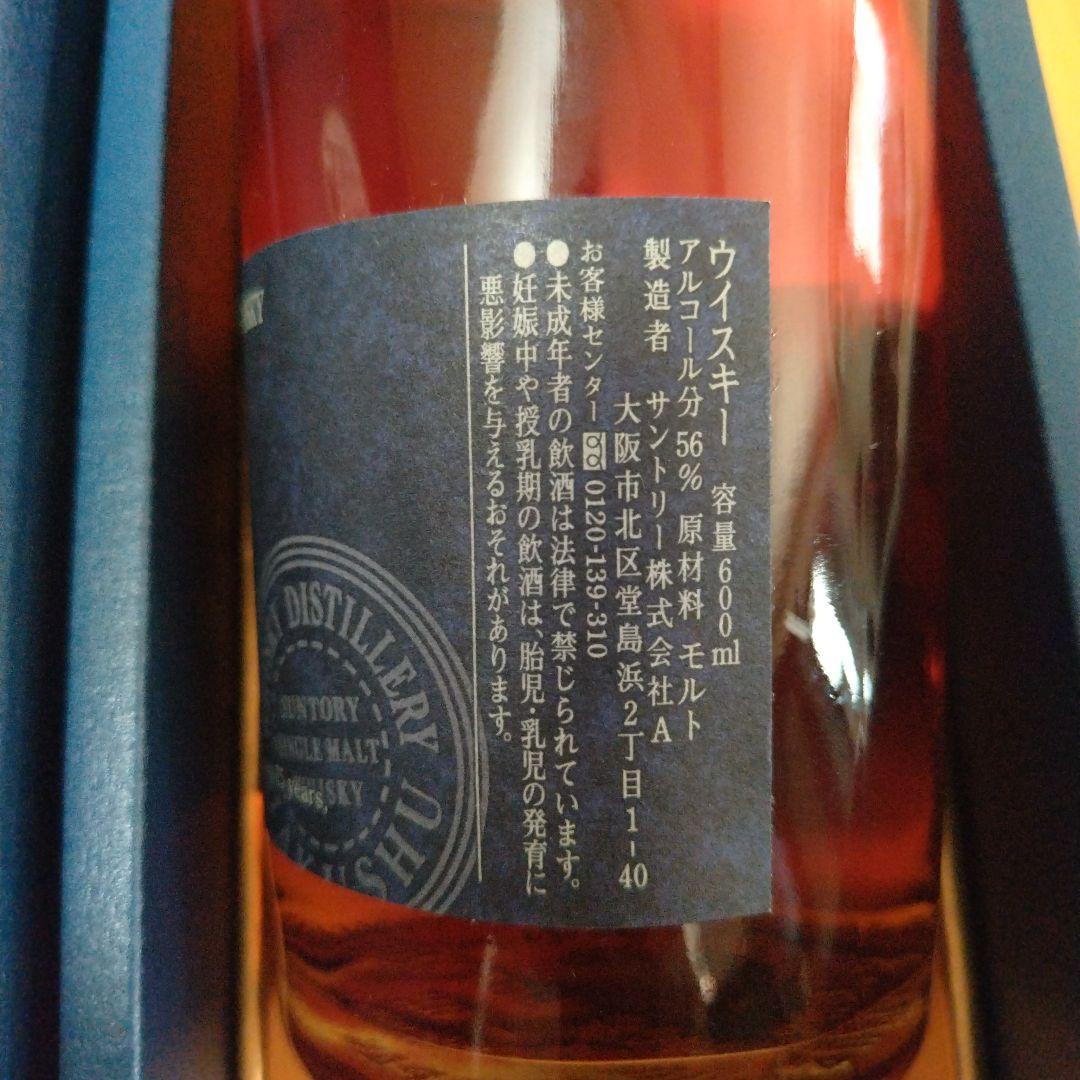 ウイスキー 容量600ml
アルコール分56% 原材料 モルト
製造者 サントリー株式会社A
大阪市北区堂島浜2丁目1-40
お客様センター 0120-139-310
●未成年者の飲酒は法律で禁じられています。
●妊娠中や授乳期の飲酒は、胎児・乳児の発育に
悪影響を与えるおそれがあります。
DISTILLERY
SUNTORY
SINGLE MALT
years,